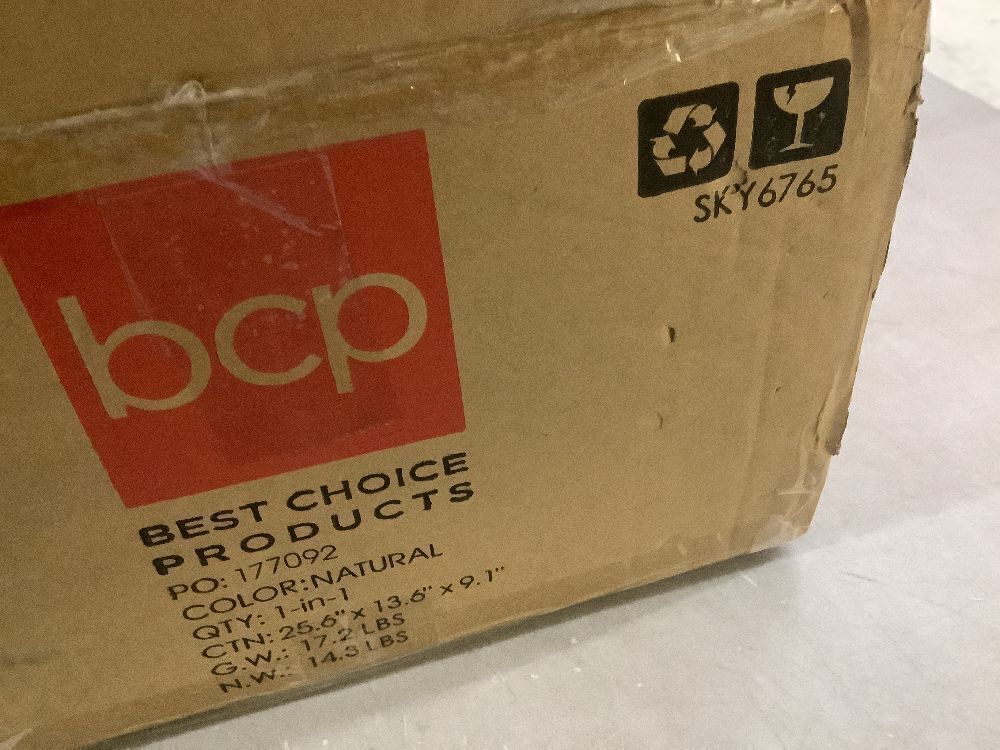 SKY6765
bcp
BEST CHOICE
PRODUCTS
PO: 177092
COLOR:NATURAL
QTY: 1-in-1
CTN: 25.6" x 13.6" x 9.1"
G.W.: 17.2 LBS
N.W.: 14.3 LBS